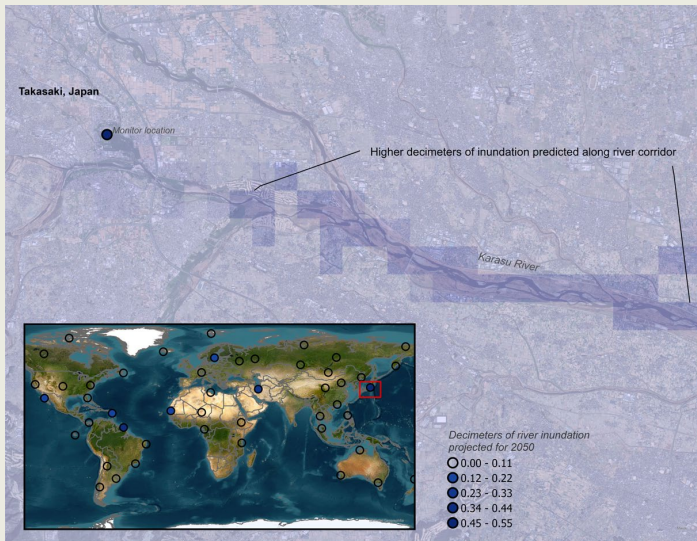 Takasaki, Japan
Monitor location
Higher decimeters of inundation predicted along river corridor
Karasu River
Decimeters of river inundation
projected for 2050
0.00 - 0.11
0.12 - 0.22
0.23 - 0.33
0.34 - 0.44
0.45 - 0.55